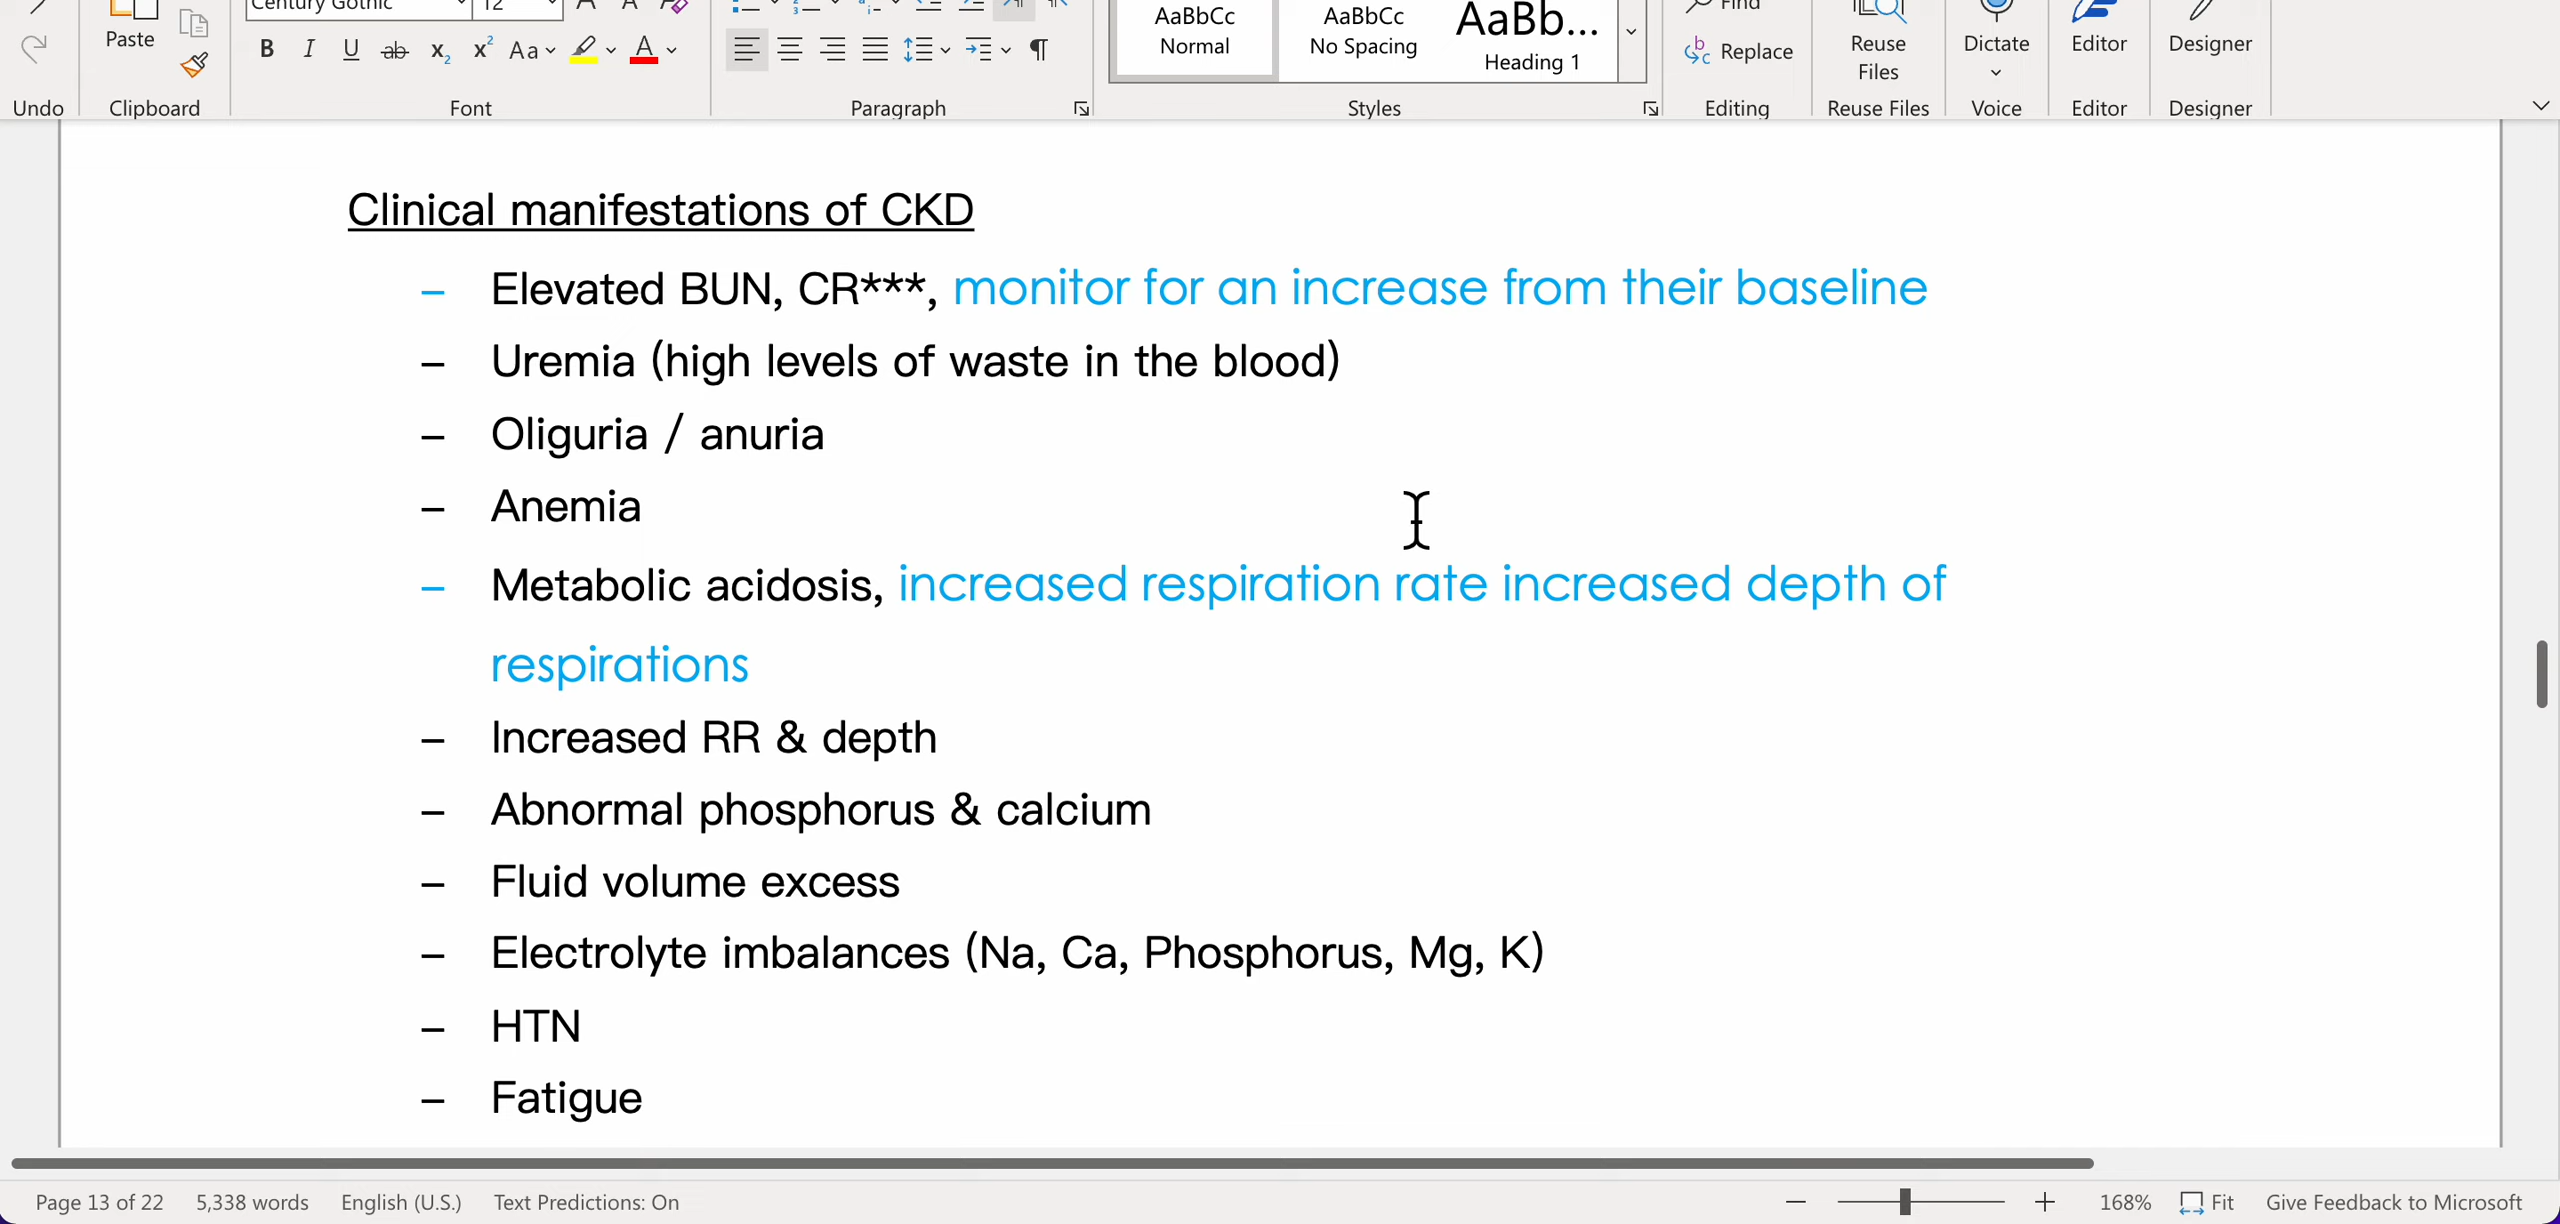 Century Gothic 12
Paste
B I U ab x₂ x² Aa A
Undo Clipboard Font Paragraph
AaBbCc AaBbCc AaBb...
Normal No Spacing Heading 1
Styles
Find
Replace
Editing
Reuse Files
Reuse Files
Dictate
Voice
Editor
Editor
Designer
Designer
Clinical manifestations of CKD
– Elevated BUN, CR***, monitor for an increase from their baseline
– Uremia (high levels of waste in the blood)
– Oliguria / anuria
– Anemia
– Metabolic acidosis, increased respiration rate increased depth of
respirations
– Increased RR & depth
– Abnormal phosphorus & calcium
– Fluid volume excess
– Electrolyte imbalances (Na, Ca, Phosphorus, Mg, K)
– HTN
– Fatigue
Page 13 of 22 5,338 words English (U.S.) Text Predictions: On 168% Fit Give Feedback to Microsoft